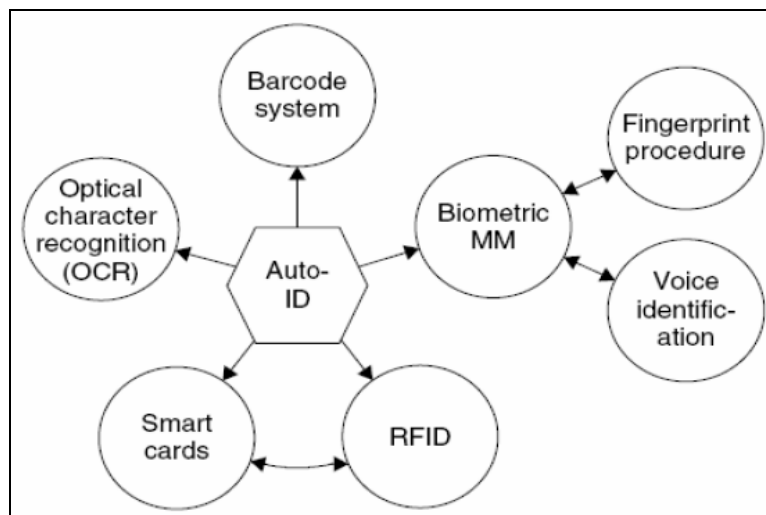 Barcode
system
Fingerprint
procedure
Optical
character
recognition
(OCR)
Biometric
MM
Auto-
ID
Voice
identific-
ation
Smart
cards
RFID